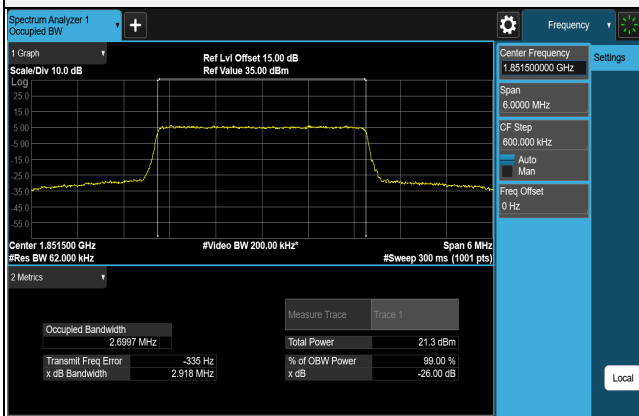 Spectrum Analyzer 1
Occupied BW
Frequency
1 Graph
Scale/Div 10.0 dB
Ref Lvl Offset 15.00 dB
Ref Value 35.00 dBm
Log
25.0
15.0
5.00
-5.00
-15.0
-25.0
-35.0
-45.0
-55.0
Center 1.851500 GHz
#Res BW 62.000 kHz
#Video BW 200.00 kHz*
Span 6 MHz
#Sweep 300 ms (1001 pts)
2 Metrics
Measure Trace Trace 1
Occupied Bandwidth
2.6997 MHz
Total Power 21.3 dBm
Transmit Freq Error -335 Hz
% of OBW Power 99.00 %
x dB Bandwidth 2.918 MHz
x dB -26.00 dB
Center Frequency
1.851500000 GHz
Settings
Span
6.0000 MHz
CF Step
600.000 kHz
Auto
Man
Freq Offset
0 Hz
Local